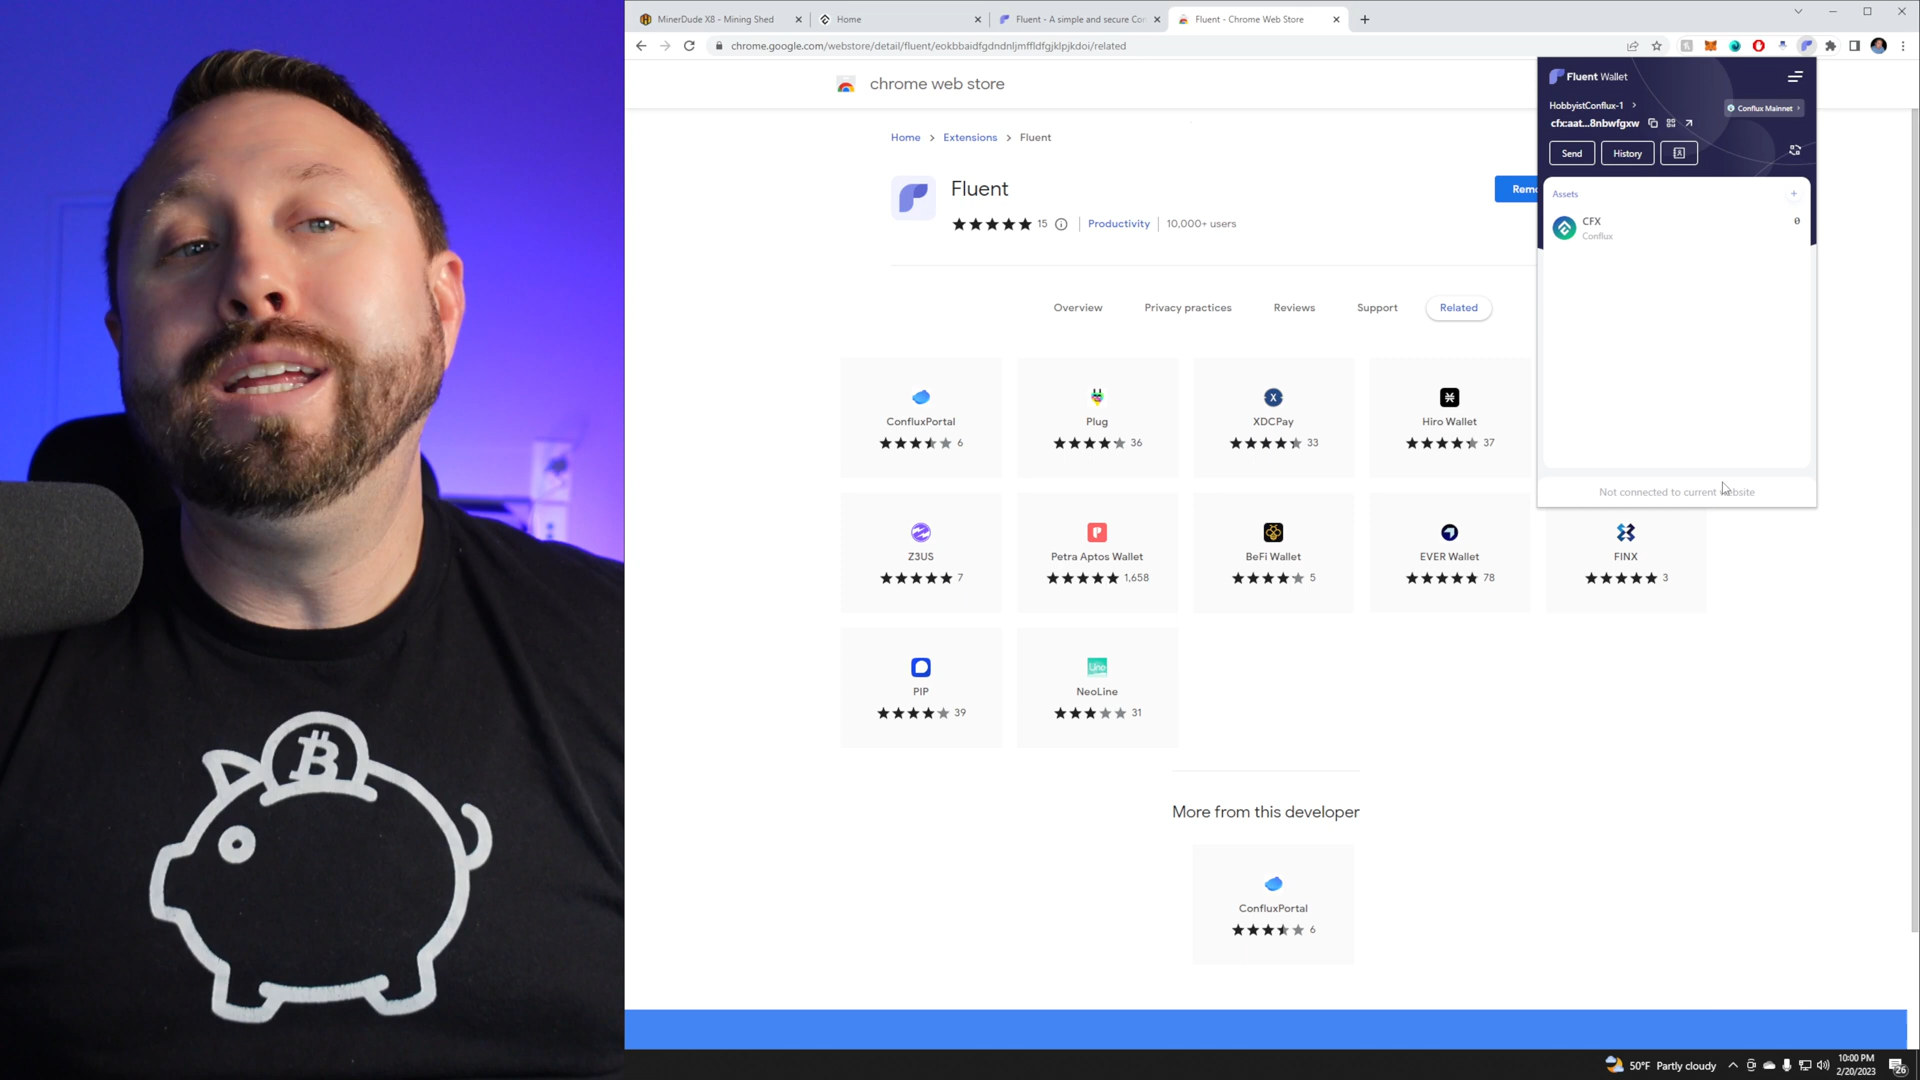 MinerDude X8 - Mining Shed
Home
Fluent - A simple and secure Con
Fluent - Chrome Web Store
chrome.google.com/webstore/detail/fluent/eokbbaidfgdndnljmffldfgjklpjkdoi/related
chrome web store
Home > Extensions > Fluent
Fluent
15
Productivity
10,000+ users
Remo
Overview
Privacy practices
Reviews
Support
Related
ConfluxPortal
6
Plug
36
XDCPay
33
Hiro Wallet
37
Z3US
7
Petra Aptos Wallet
1,658
BeFi Wallet
5
EVER Wallet
78
FINX
3
PIP
39
Line
NeoLine
31
More from this developer
ConfluxPortal
6
Fluent Wallet
HobbyistConflux-1
Conflux Mainnet
cfx:aat...8nbwfgxw
Send
History
Assets
CFX
0
Conflux
Not connected to current website
50°F Partly cloudy
10:00 PM
2/20/2023
26